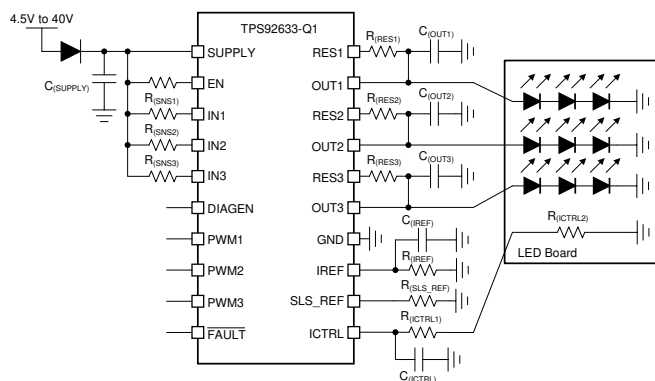 4.5V to 40V
TPS92633-Q1
C(SUPPLY)
R(SNS1)
R(SNS2)
R(SNS3)
SUPPLY
EN
IN1
IN2
IN3
DIAGEN
PWM1
PWM2
PWM3
FAULT
RES1
OUT1
RES2
OUT2
RES3
OUT3
GND
IREF
SLS_REF
ICTRL
R(RES1)
C(OUT1)
R(RES2)
C(OUT2)
R(RES3)
C(OUT3)
C(IREF)
R(IREF)
R(SLS_REF)
R(ICTRL1)
C(ICTRL)
R(ICTRL2)
LED Board